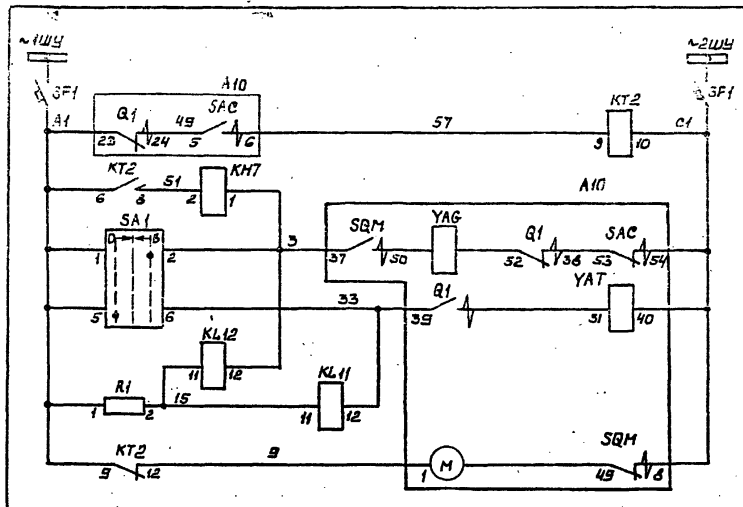 ~1ШУ ~2ШУ
SF1 SF1
A10
A1 Q1 49 SAC 57 KT2 C1
23 24 5 6 9 10
KT2 51 KH7 A10
6 8 2 1
SA1 SQM YAG Q1 SAC
O B
1 2 3 37 50 52 38 53 54
33 Q1 YAT
5 6 39 31 40
KL12
11 12 KL11
R1 15
1 2 11 12
KT2 9 M SQM
9 12 1 49 8